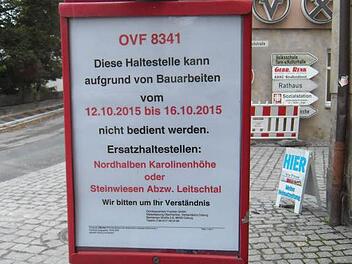 OVF 8341
Diese Haltestelle kann
aufgrund von Bauarbeiten
vom
12.10.2015 bis 16.10.2015
nicht bedient werden.
Ersatzhaltestellen:
Nordhalben Karolinenhöhe
oder
Steinwiesen Abzw. Leitschtal
Wir bitten um Ihr Verständnis
Rathaus
Sozialstation
HIER